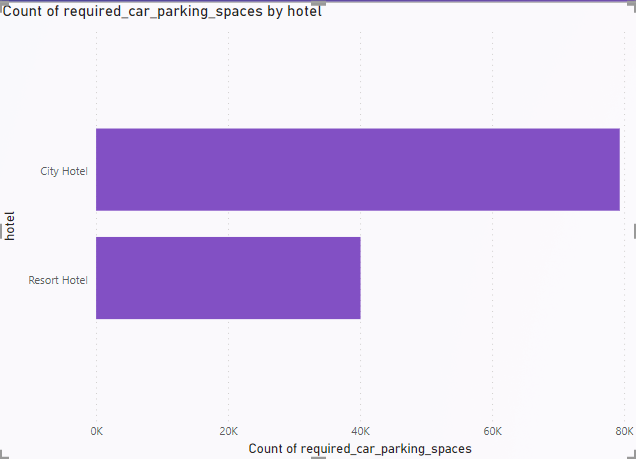 Count of required_car_parking_spaces by hotel
hotel
City Hotel
Resort Hotel
0K 20K 40K 60K 80K
Count of required_car_parking_spaces